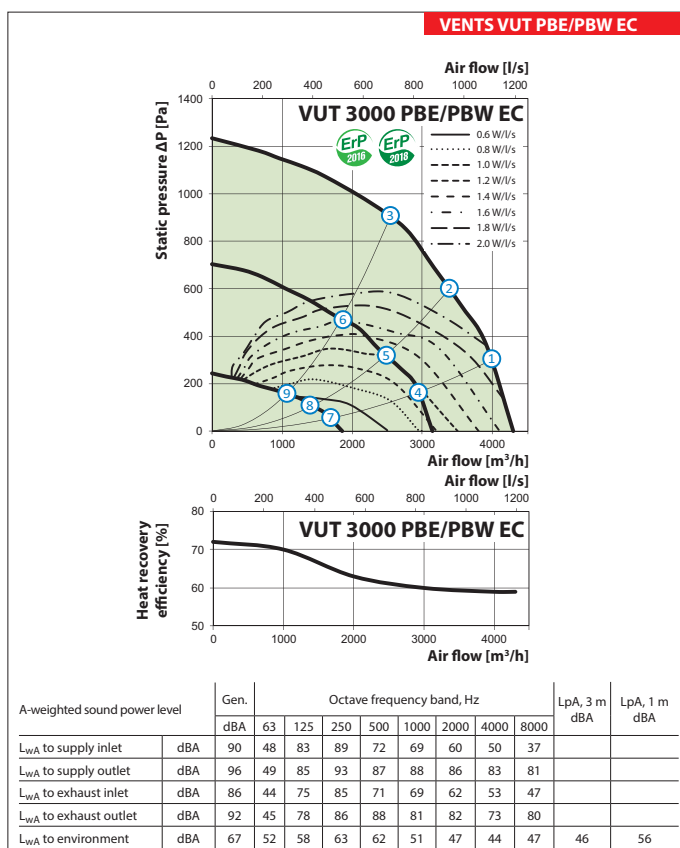 VENTS VUT PBE/PBW EC
Air flow [l/s]
0 200 400 600 800 1000 1200
VUT 3000 PBE/PBW EC
ErP 2016
ErP 2018
0.6 W/l/s
0.8 W/l/s
1.0 W/l/s
1.2 W/l/s
1.4 W/l/s
1.6 W/l/s
1.8 W/l/s
2.0 W/l/s
Static pressure ΔP [Pa]
1400
1200
1000
800
600
400
200
0
3
2
6
5
1
9
4
8
7
0 1000 2000 3000 4000
Air flow [m³/h]
Air flow [l/s]
0 200 400 600 800 1000 1200
VUT 3000 PBE/PBW EC
Heat recovery
efficiency [%]
80
70
60
50
0 1000 2000 3000 4000
Air flow [m³/h]
A-weighted sound power level Gen. Octave frequency band, Hz LpA, 3 m dBA LpA, 1 m dBA
dBA 63 125 250 500 1000 2000 4000 8000
LwA to supply inlet dBA 90 48 83 89 72 69 60 50 37
LwA to supply outlet dBA 96 49 85 93 87 88 86 83 81
LwA to exhaust inlet dBA 86 44 75 85 71 69 62 53 47
LwA to exhaust outlet dBA 92 45 78 86 88 81 82 73 80
LwA to environment dBA 67 52 58 63 62 51 47 44 47 46 56